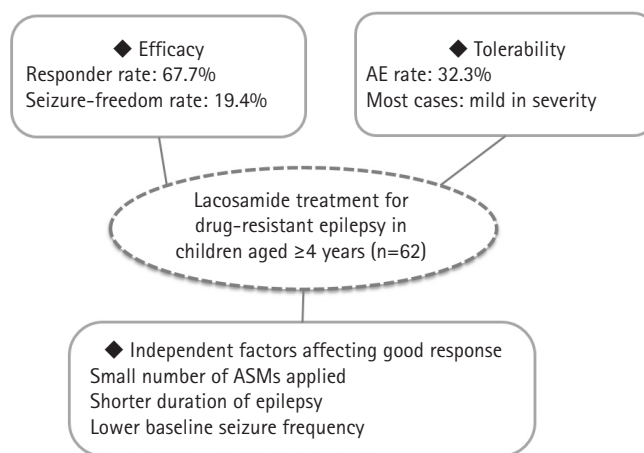 ◆ Efficacy
Responder rate: 67.7%
Seizure-freedom rate: 19.4%
◆ Tolerability
AE rate: 32.3%
Most cases: mild in severity
Lacosamide treatment for
drug-resistant epilepsy in
children aged ≥4 years (n=62)
◆ Independent factors affecting good response
Small number of ASMs applied
Shorter duration of epilepsy
Lower baseline seizure frequency